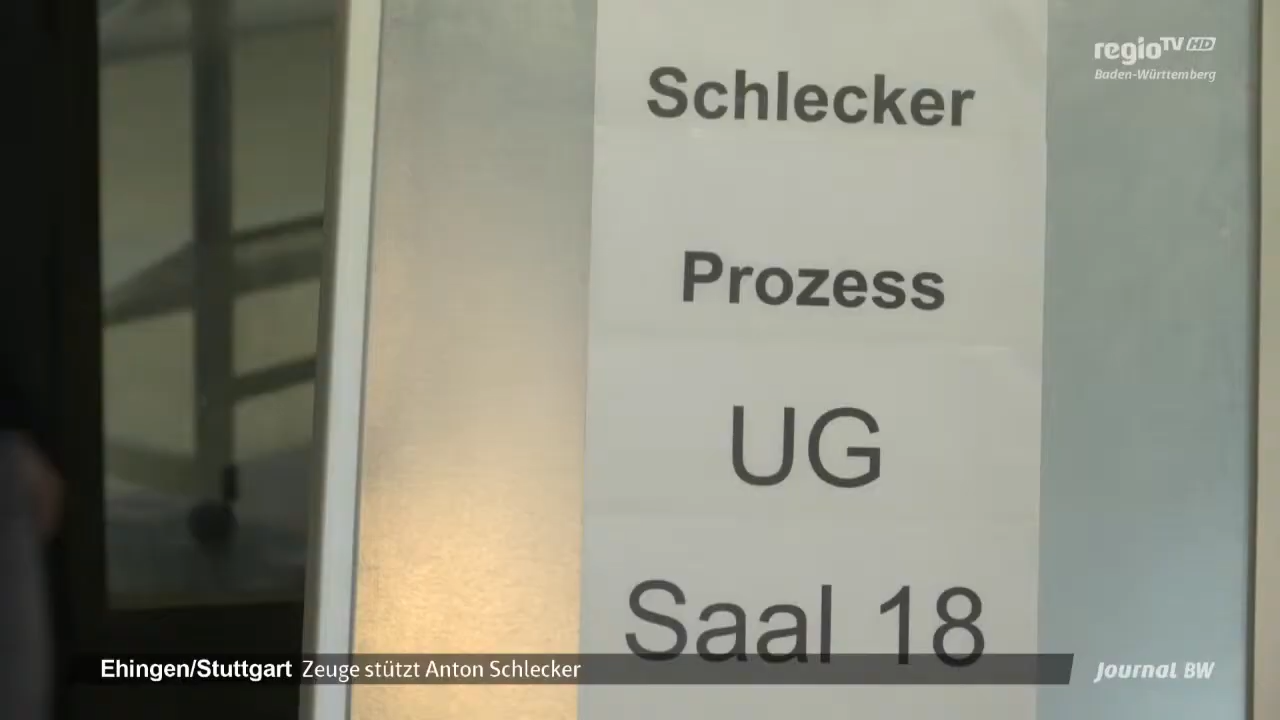 regioTV HD
Baden-Württemberg
Schlecker
Prozess
UG
Saal 18
Ehingen/Stuttgart Zeuge stützt Anton Schlecker
Journal BW